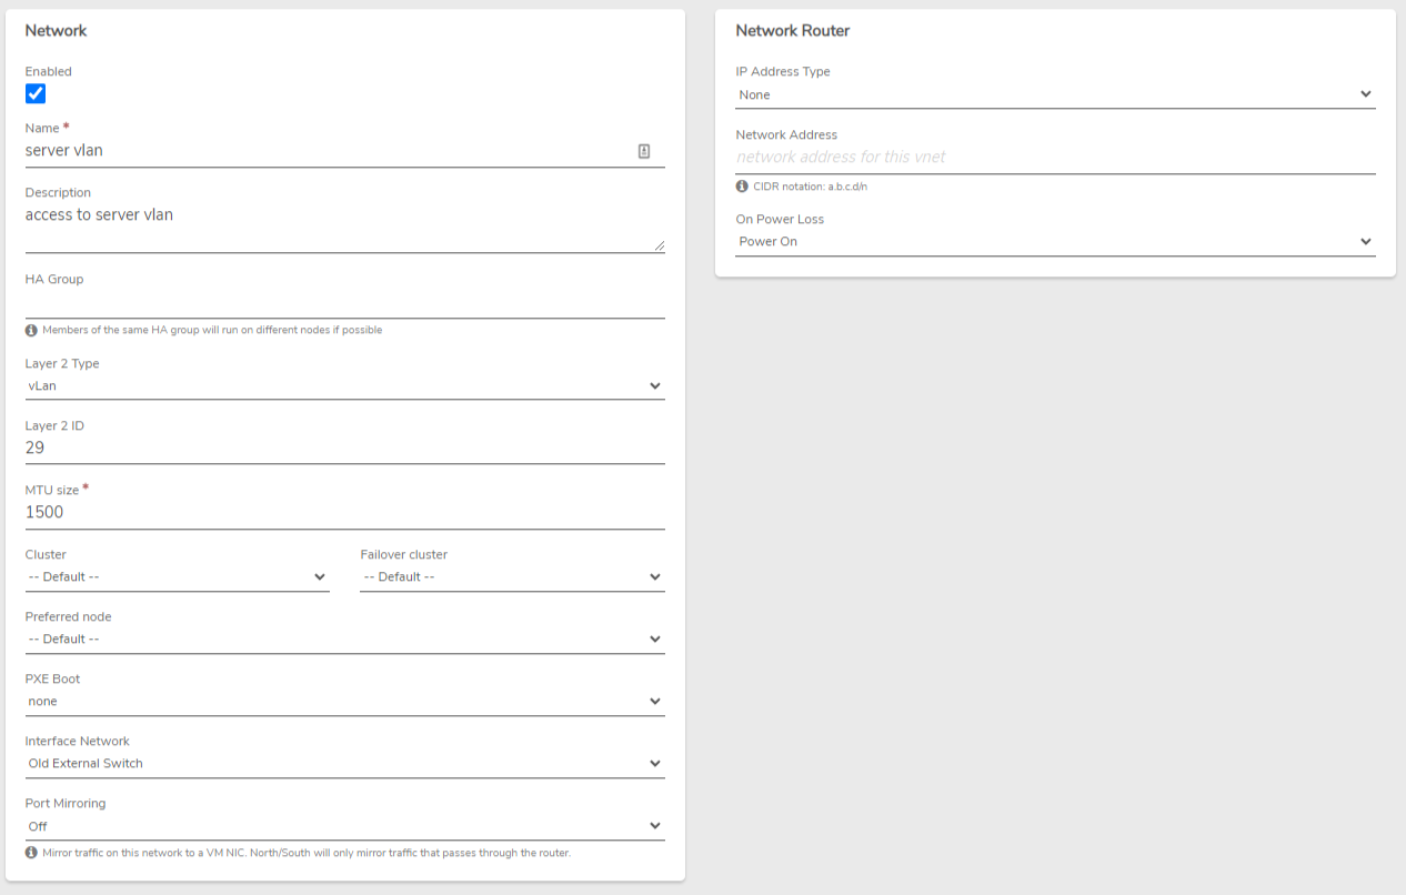 Network
Enabled
Name *
server vlan
Description
access to server vlan
HA Group
Members of the same HA group will run on different nodes if possible
Layer 2 Type
vLan
Layer 2 ID
29
MTU size *
1500
Cluster
-- Default --
Failover cluster
-- Default --
Preferred node
-- Default --
PXE Boot
none
Interface Network
Old External Switch
Port Mirroring
Off
Mirror traffic on this network to a VM NIC. North/South will only mirror traffic that passes through the router.
Network Router
IP Address Type
None
Network Address
network address for this vnet
CIDR notation: a.b.c.d/n
On Power Loss
Power On